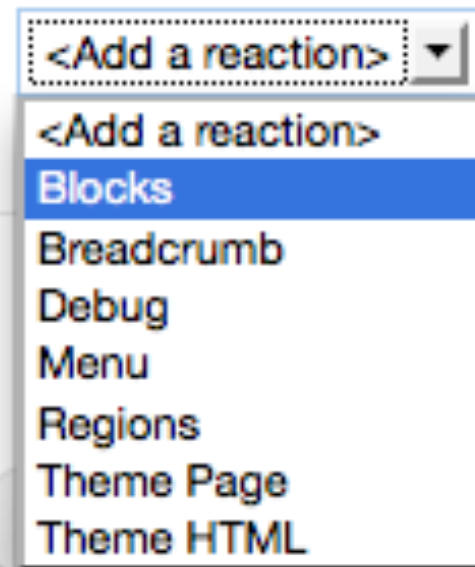 <Add a reaction>
<Add a reaction>
Blocks
Breadcrumb
Debug
Menu
Regions
Theme Page
Theme HTML